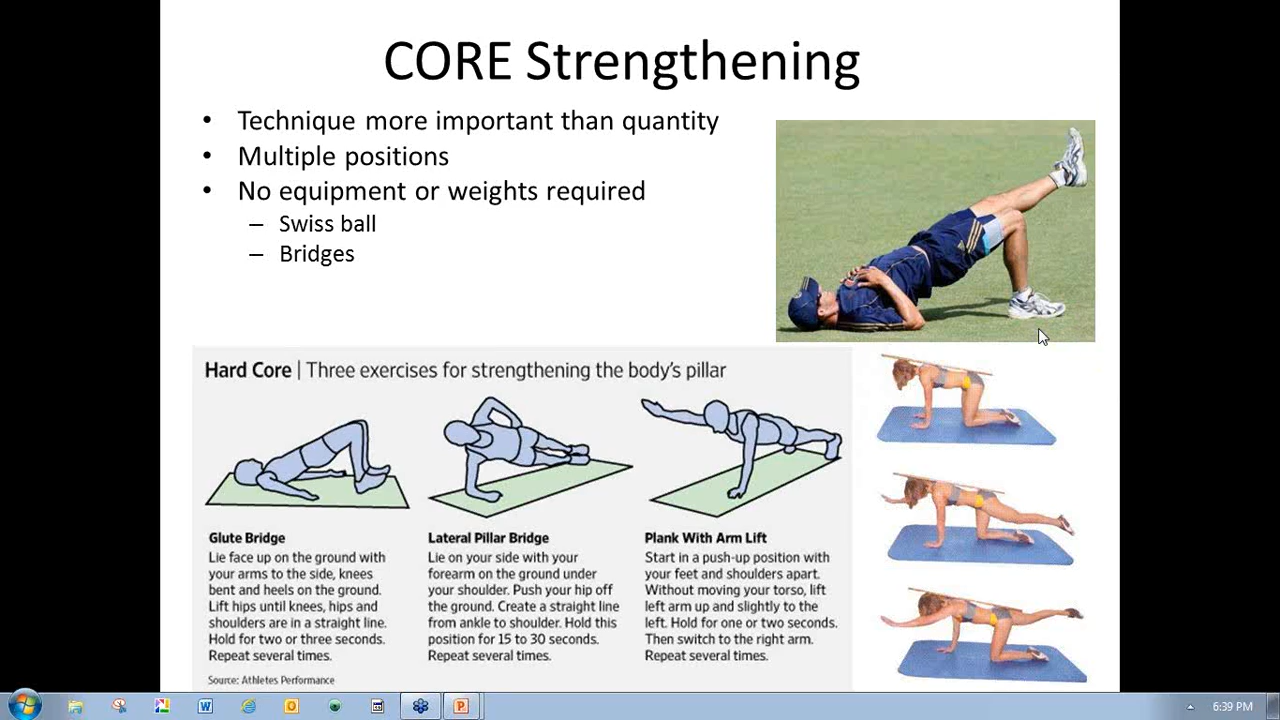 CORE Strengthening
• Technique more important than quantity
• Multiple positions
• No equipment or weights required
– Swiss ball
– Bridges
Hard Core | Three exercises for strengthening the body's pillar
Glute Bridge
Lie face up on the ground with
your arms to the side, knees
bent and heels on the ground.
Lift hips until knees, hips and
shoulders are in a straight line.
Hold for two or three seconds.
Repeat several times.
Lateral Pillar Bridge
Lie on your side with your
forearm on the ground under
your shoulder. Push your hip off
the ground. Create a straight line
from ankle to shoulder. Hold this
position for 15 to 30 seconds.
Repeat several times.
Plank With Arm Lift
Start in a push-up position with
your feet and shoulders apart.
Without moving your torso, lift
left arm up and slightly to the
left. Hold for one or two seconds.
Then switch to the right arm.
Repeat several times.
Source: Athletes Performance
6:39 PM